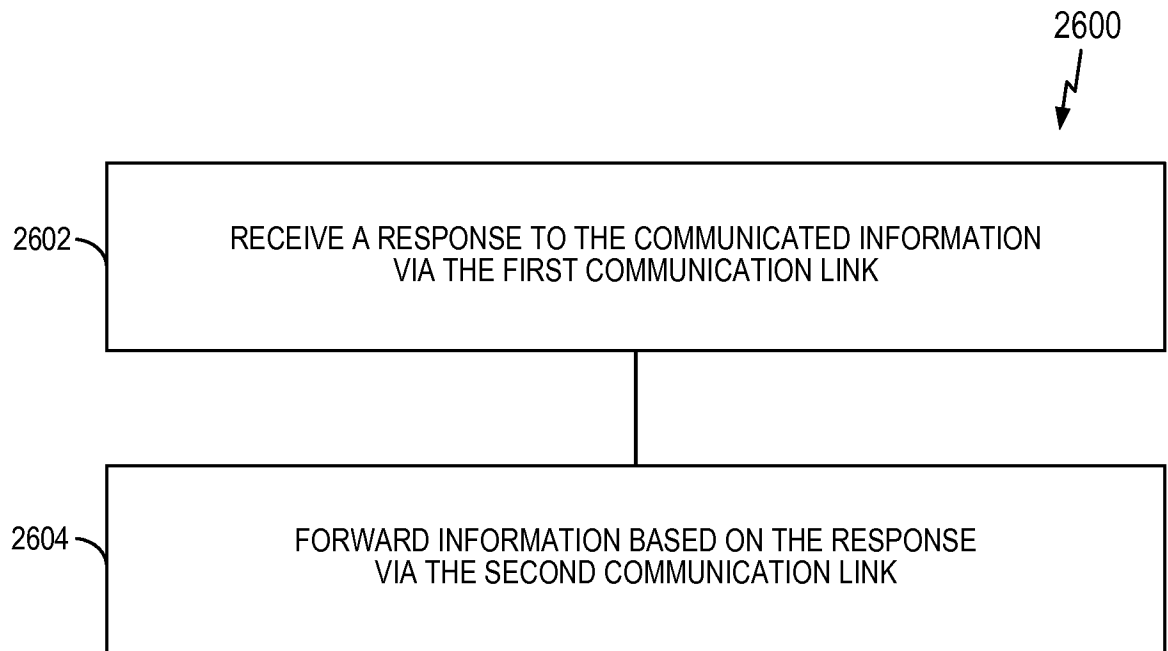 2600
2602
RECEIVE A RESPONSE TO THE COMMUNICATED INFORMATION
VIA THE FIRST COMMUNICATION LINK
2604
FORWARD INFORMATION BASED ON THE RESPONSE
VIA THE SECOND COMMUNICATION LINK